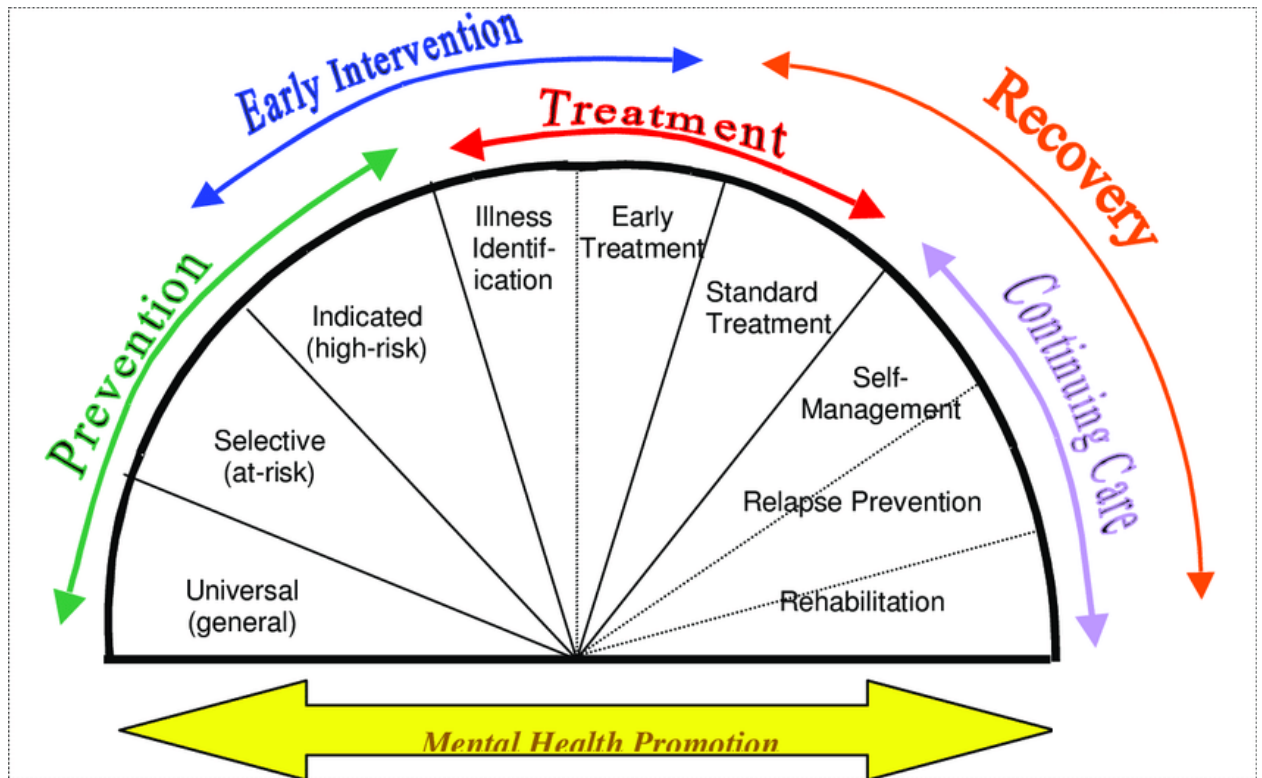 Early Intervention
Treatment
Recovery
Prevention
Continuing Care
Illness
Identif-
ication
Early
Treatment
Indicated
(high-risk)
Standard
Treatment
Selective
(at-risk)
Self-
Management
Relapse Prevention
Universal
(general)
Rehabilitation
Mental Health Promotion